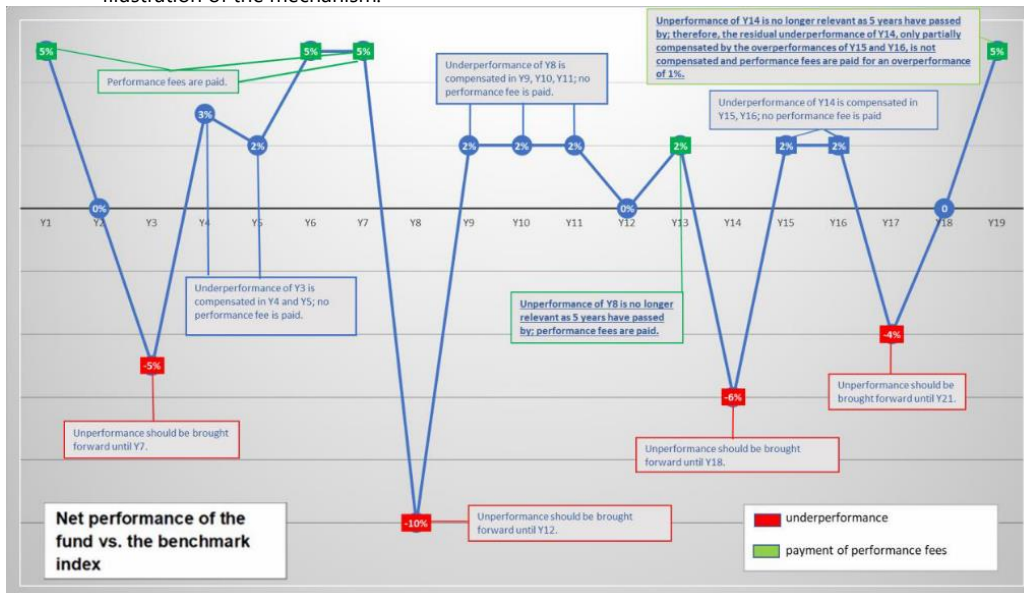 illustration of the mechanism.
Unperformance of Y14 is no longer relevant as 5 years have passed
by; therefore, the residual underperformance of Y14, only partially
compensated by the overperformances of Y15 and Y16, is not
compensated and performance fees are paid for an overperformance
of 1%.
5%
5%
5%
5%
Performance fees are paid.
Underperformance of Y8 is
compensated in Y9, Y10, Y11; no
performance fee is paid.
Underperformance of Y14 is compensated in
Y15, Y16; no performance fee is paid
3%
2%
2%
2%
2%
2%
2%
2%
0%
0%
0
Y1
Y2
Y3
Y4
Y5
Y6
Y7
Y8
Y9
Y10
Y11
Y12
Y13
Y14
Y15
Y16
Y17
Y18
Y19
Underperformance of Y3 is
compensated in Y4 and Y5; no
performance fee is paid.
Unperformance of Y8 is no longer
relevant as 5 years have passed
by; performance fees are paid.
-5%
-4%
-6%
-10%
Unperformance should be brought
forward until Y21.
Unperformance should be brought
forward until Y7.
Unperformance should be brought
forward until Y18.
Unperformance should be brought
forward until Y12.
Net performance of the
fund vs. the benchmark
index
underperformance
payment of performance fees